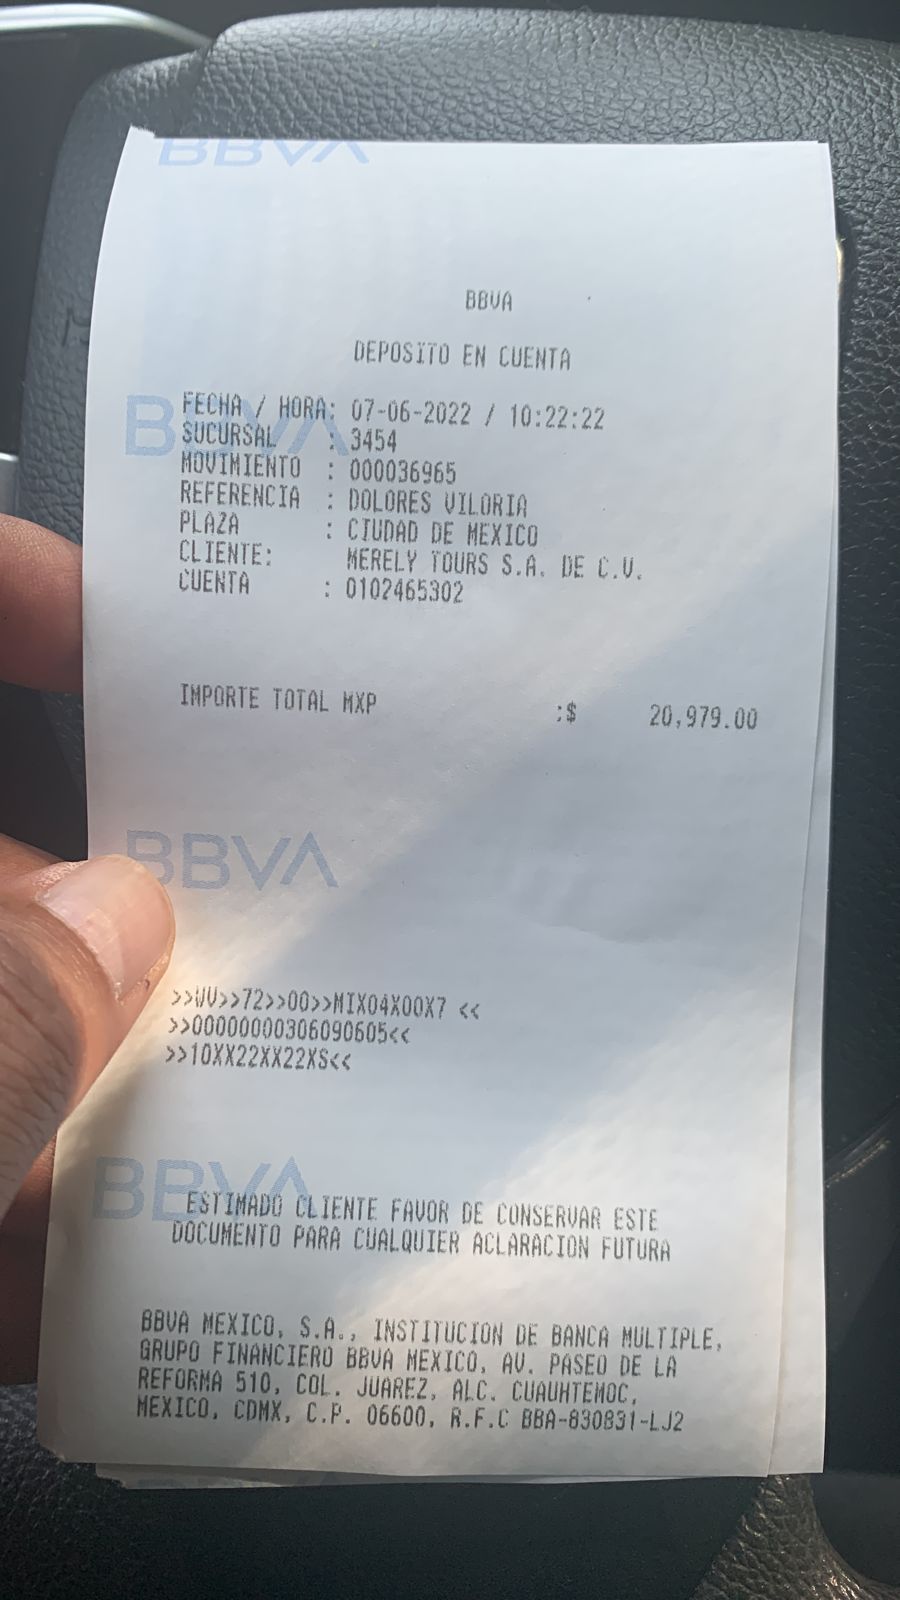 BBVA
BBVA
DEPOSITO EN CUENTA
BBVA
FECHA / HORA: 07-06-2022 / 10:22:22
SUCURSAL : 3454
MOVIMIENTO : 000036965
REFERENCIA : DOLORES VILORIA
PLAZA : CIUDAD DE MEXICO
CLIENTE: MERELY TOURS S.A. DE C.V.
CUENTA : 0102465302
IMPORTE TOTAL MXP :$ 20,979.00
BBVA
>>WV>>72>>00>>MIX04X00X7 <<
>>00000000306090605<<
>>10XX22XX22XS<<
BBVA
ESTIMADO CLIENTE FAVOR DE CONSERVAR ESTE
DOCUMENTO PARA CUALQUIER ACLARACION FUTURA
BBVA MEXICO, S.A., INSTITUCION DE BANCA MULTIPLE,
GRUPO FINANCIERO BBVA MEXICO, AV. PASEO DE LA
REFORMA 510, COL. JUAREZ, ALC. CUAUHTEMOC,
MEXICO, CDMX, C.P. 06600, R.F.C BBA-830831-LJ2